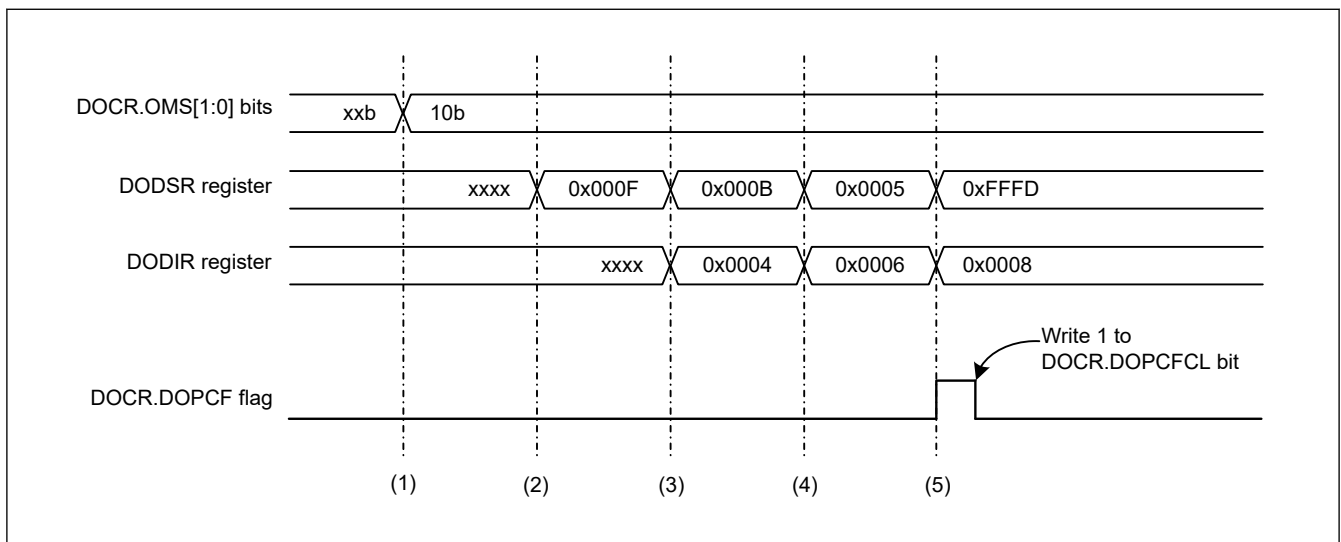 DOCR.OMS[1:0] bits xxb 10b
DODSR register xxxx 0x000F 0x000B 0x0005 0xFFFD
DODIR register xxxx 0x0004 0x0006 0x0008
Write 1 to
DOCR.DOPCFCL bit
DOCR.DOPCF flag
(1) (2) (3) (4) (5)